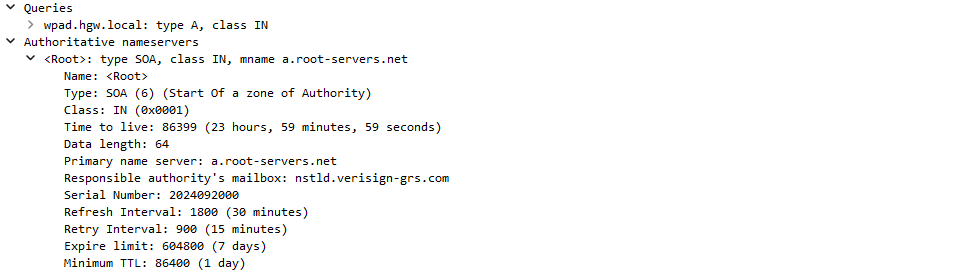 Queries
wpad.hgw.local: type A, class IN
Authoritative nameservers
<Root>: type SOA, class IN, mname a.root-servers.net
Name: <Root>
Type: SOA (6) (Start Of a zone of Authority)
Class: IN (0x0001)
Time to live: 86399 (23 hours, 59 minutes, 59 seconds)
Data length: 64
Primary name server: a.root-servers.net
Responsible authority's mailbox: nstld.verisign-grs.com
Serial Number: 2024092000
Refresh Interval: 1800 (30 minutes)
Retry Interval: 900 (15 minutes)
Expire limit: 604800 (7 days)
Minimum TTL: 86400 (1 day)